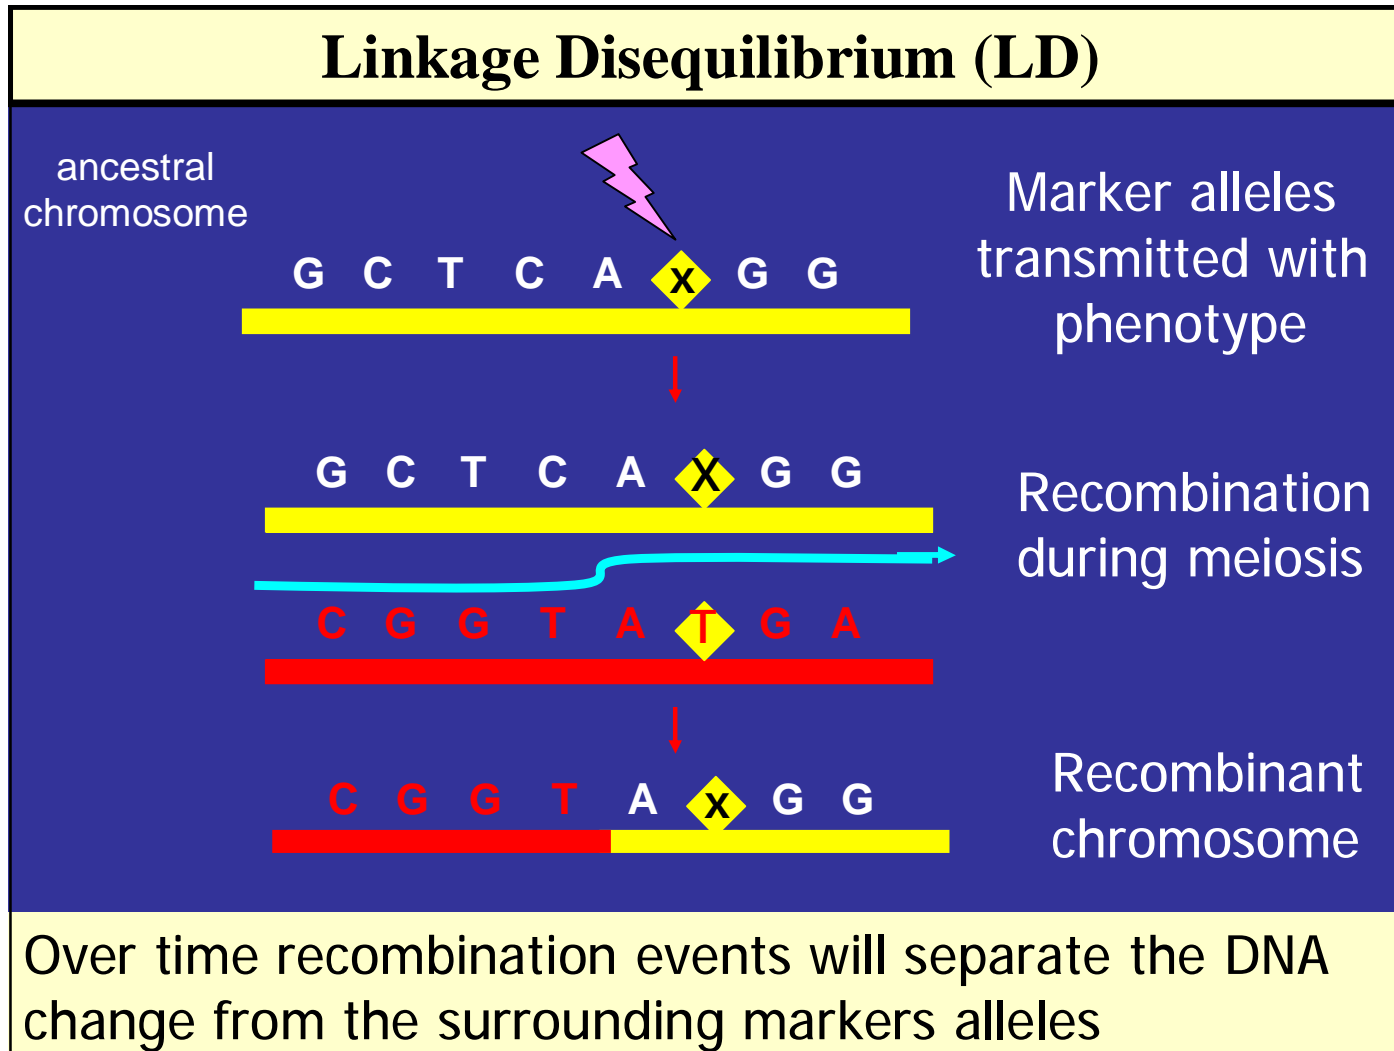 Linkage Disequilibrium (LD)
ancestral
chromosome
G C T C A x G G
Marker alleles
transmitted with
phenotype
G C T C A X G G
Recombination
during meiosis
C G G T A T G A
C G G T A x G G
Recombinant
chromosome
Over time recombination events will separate the DNA
change from the surrounding markers alleles